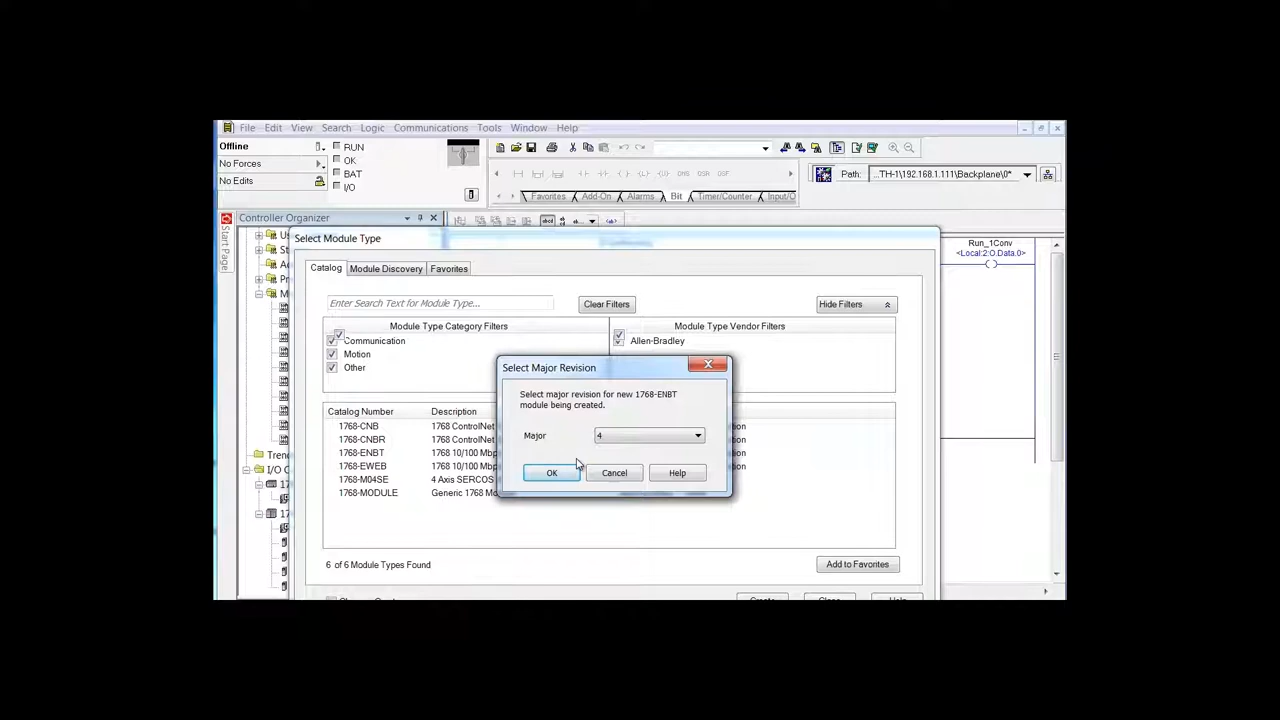 File Edit View Search Logic Communications Tools Window Help
Offline
RUN
No Forces
OK
No Edits
BAT
I/O
Path: ...TH-1\192.168.1.111\Backplane\0*
Favorites Add-On Alarms Bit Timer/Counter Input/O
Start Page
Controller Organizer
Select Module Type
Run_1Conv
<Local:2:O.Data.0>
Catalog Module Discovery Favorites
Enter Search Text for Module Type...
Clear Filters
Hide Filters
Module Type Category Filters
Module Type Vendor Filters
Communication
Allen-Bradley
Motion
Other
Select Major Revision
Select major revision for new 1768-ENBT
module being created.
Major 4
OK Cancel Help
Catalog Number Description
1768-CNB 1768 ControlNet
1768-CNBR 1768 ControlNet
1768-ENBT 1768 10/100 Mbp
1768-EWEB 1768 10/100 Mbp
1768-M04SE 4 Axis SERCOS
1768-MODULE Generic 1768 Mo
Tren
I/O C
17
17
6 of 6 Module Types Found
Add to Favorites